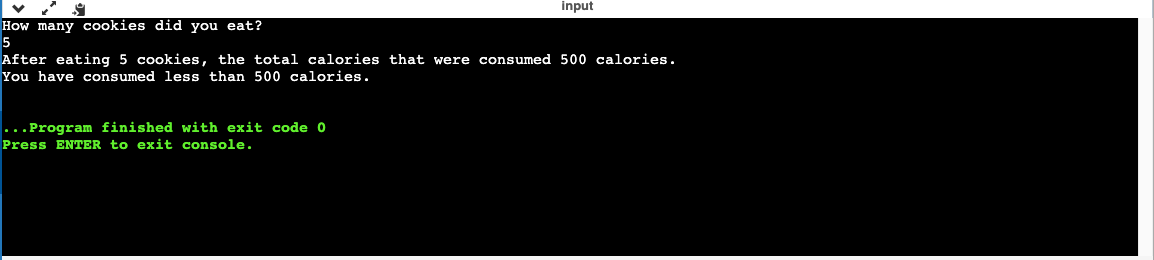 input
How many cookies did you eat?
5
After eating 5 cookies, the total calories that were consumed 500 calories.
You have consumed less than 500 calories.
...Program finished with exit code 0
Press ENTER to exit console.